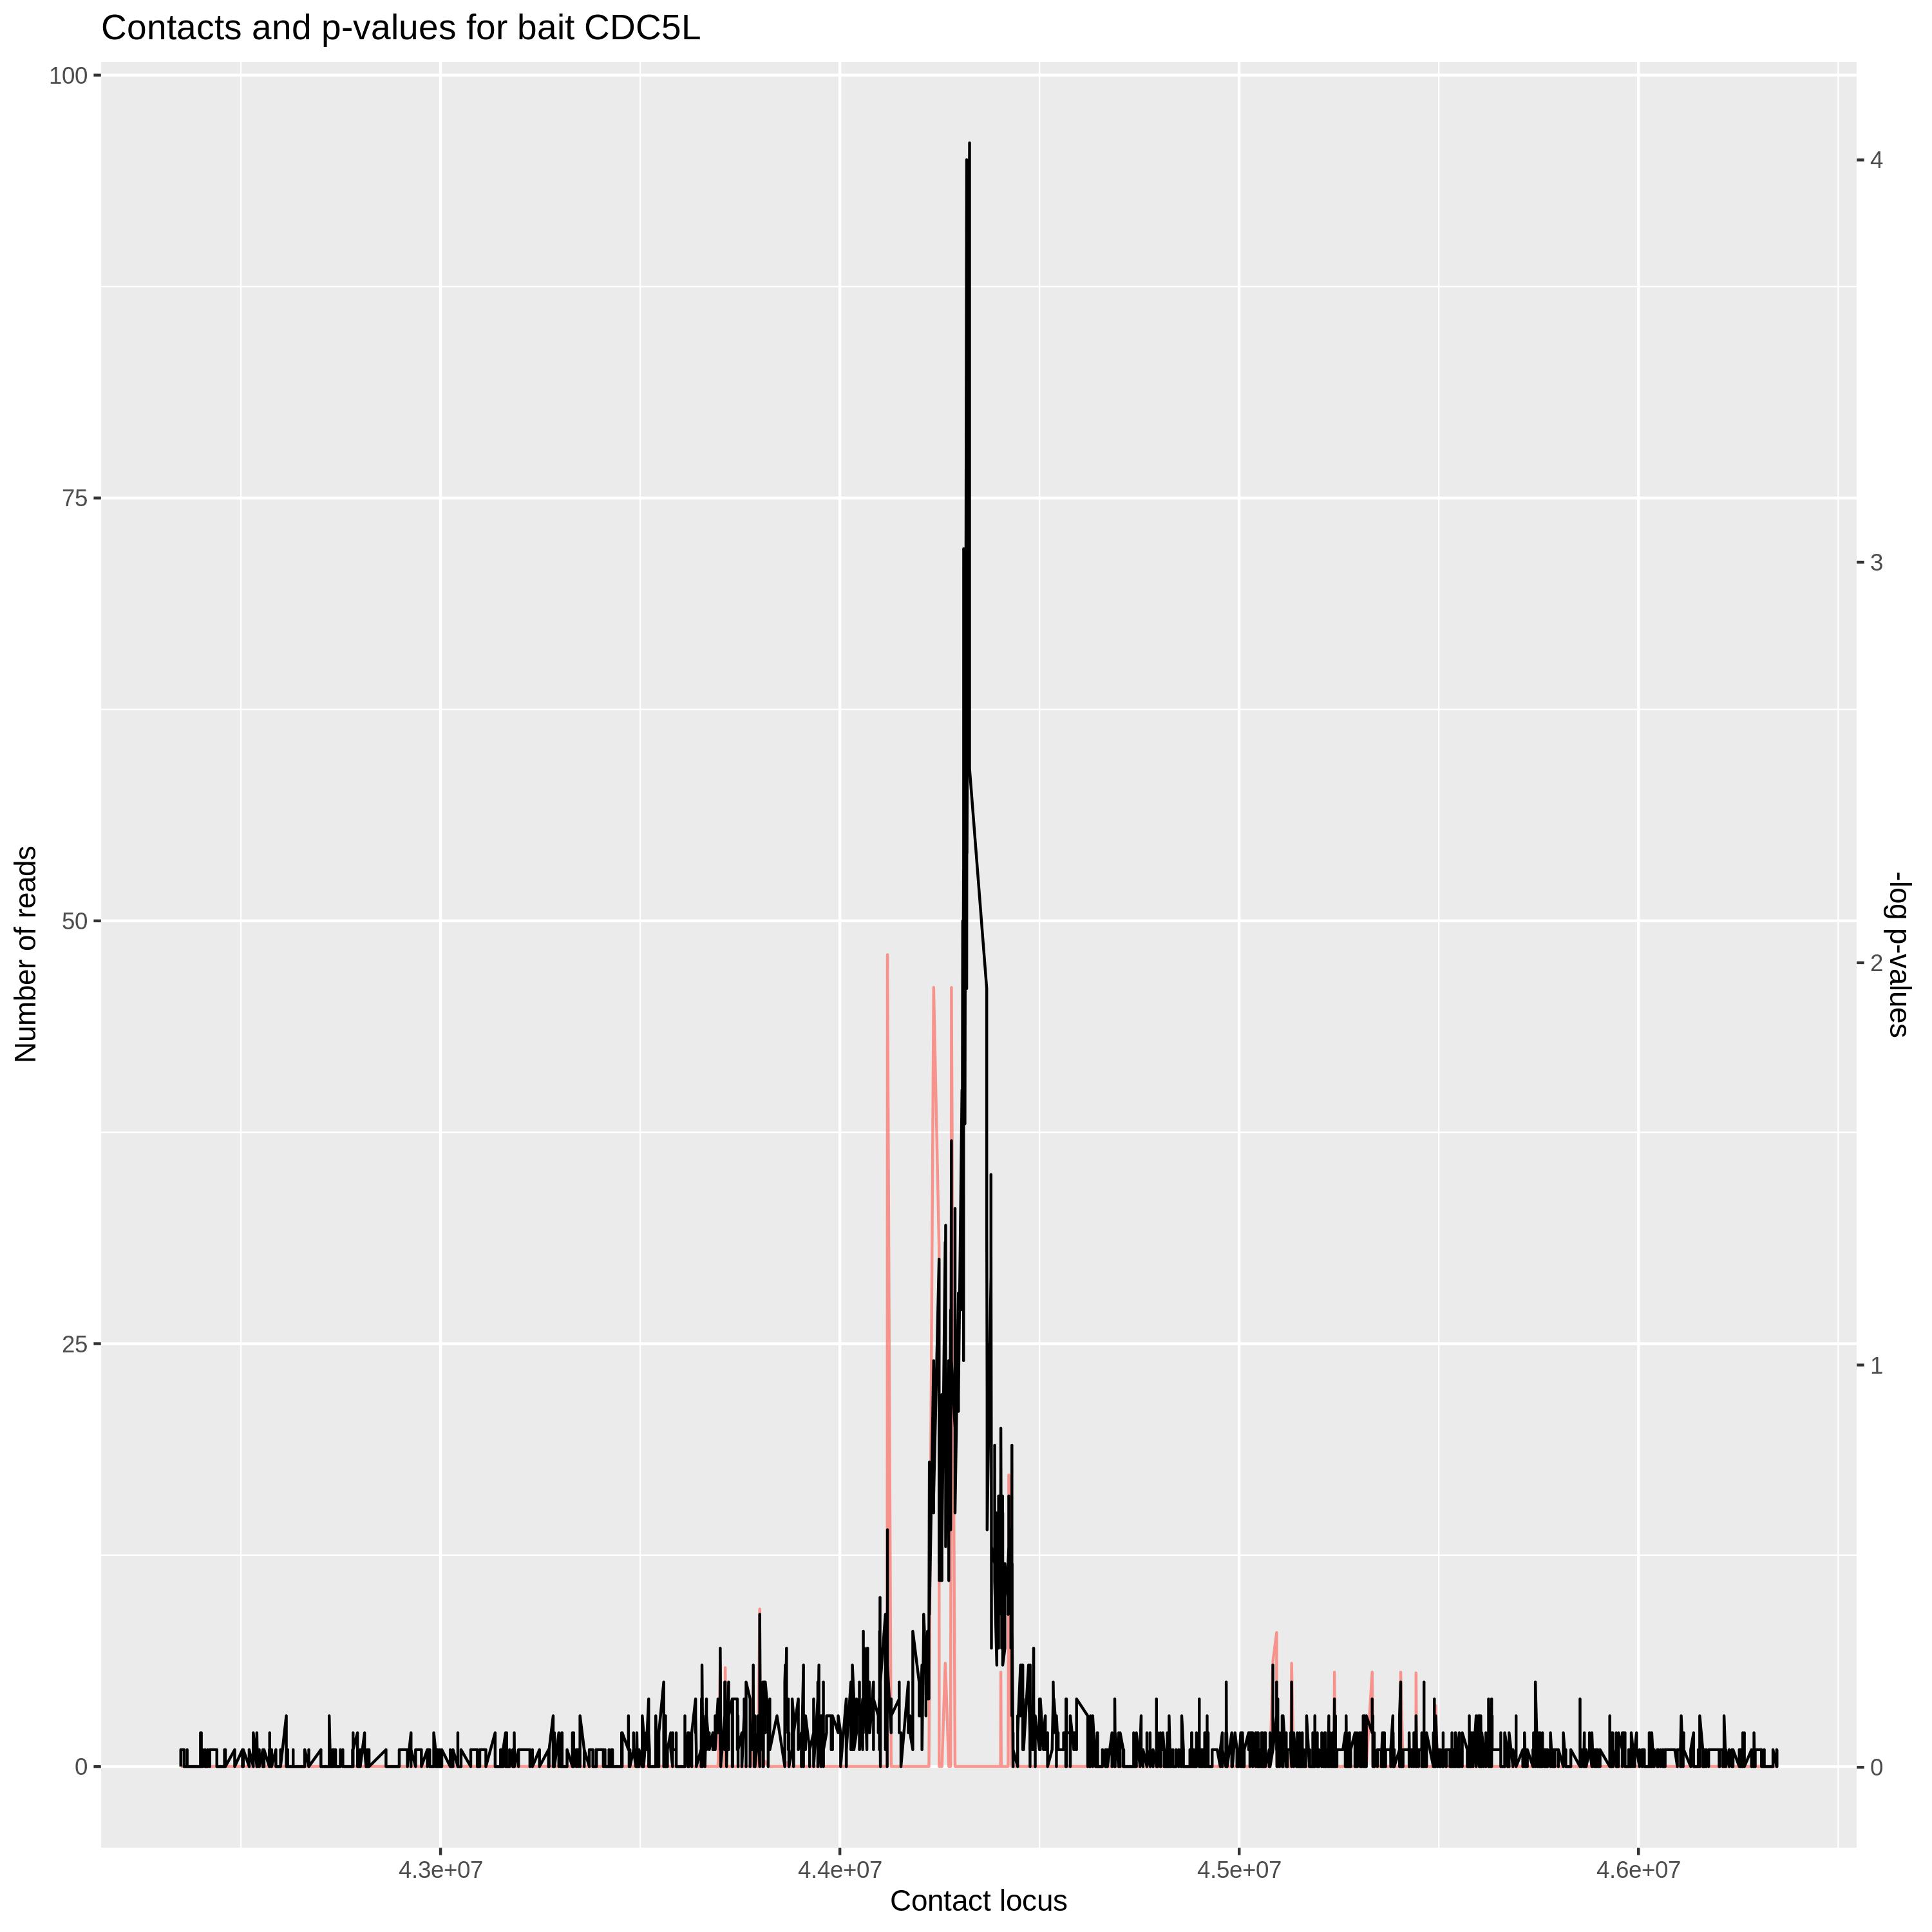 Contacts and p-values for bait CDC5L
100
75
50
25
0
Number of reads
4
3
2
1
0
-log p-values
4.3e+07
4.4e+07
4.5e+07
4.6e+07
Contact locus